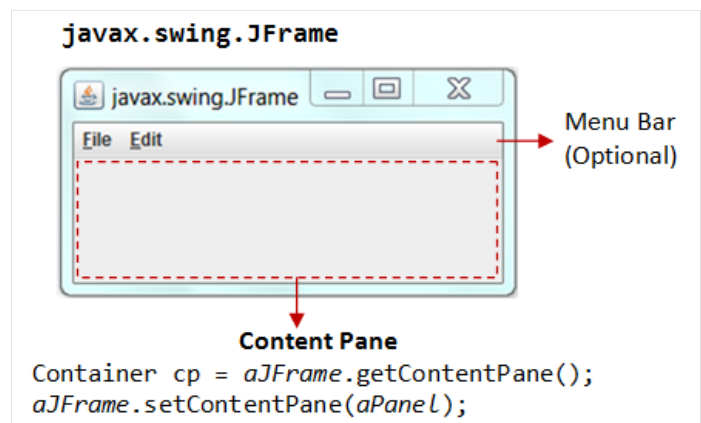 javax.swing.JFrame
javax.swing.JFrame
File Edit
Menu Bar
(Optional)
Content Pane
Container cp = aJFrame.getContentPane();
aJFrame.setContentPane(aPanel);